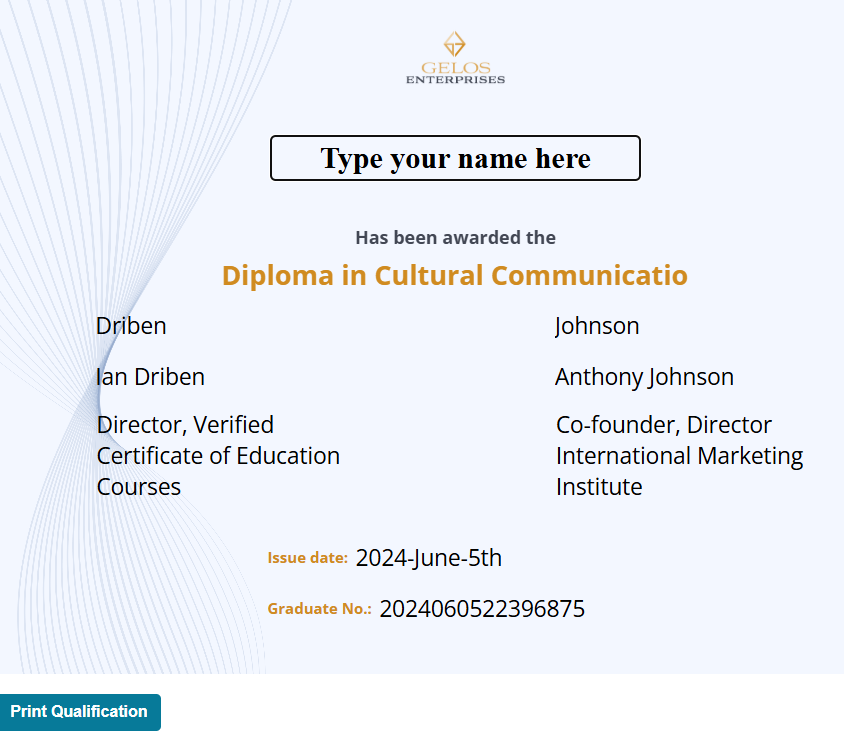 GELOS
ENTERPRISES
Type your name here
Has been awarded the
Diploma in Cultural Communicatio
Driben
Johnson
Ian Driben
Anthony Johnson
Director, Verified
Certificate of Education
Courses
Co-founder, Director
International Marketing
Institute
Issue date: 2024-June-5th
Graduate No.: 2024060522396875
Print Qualification